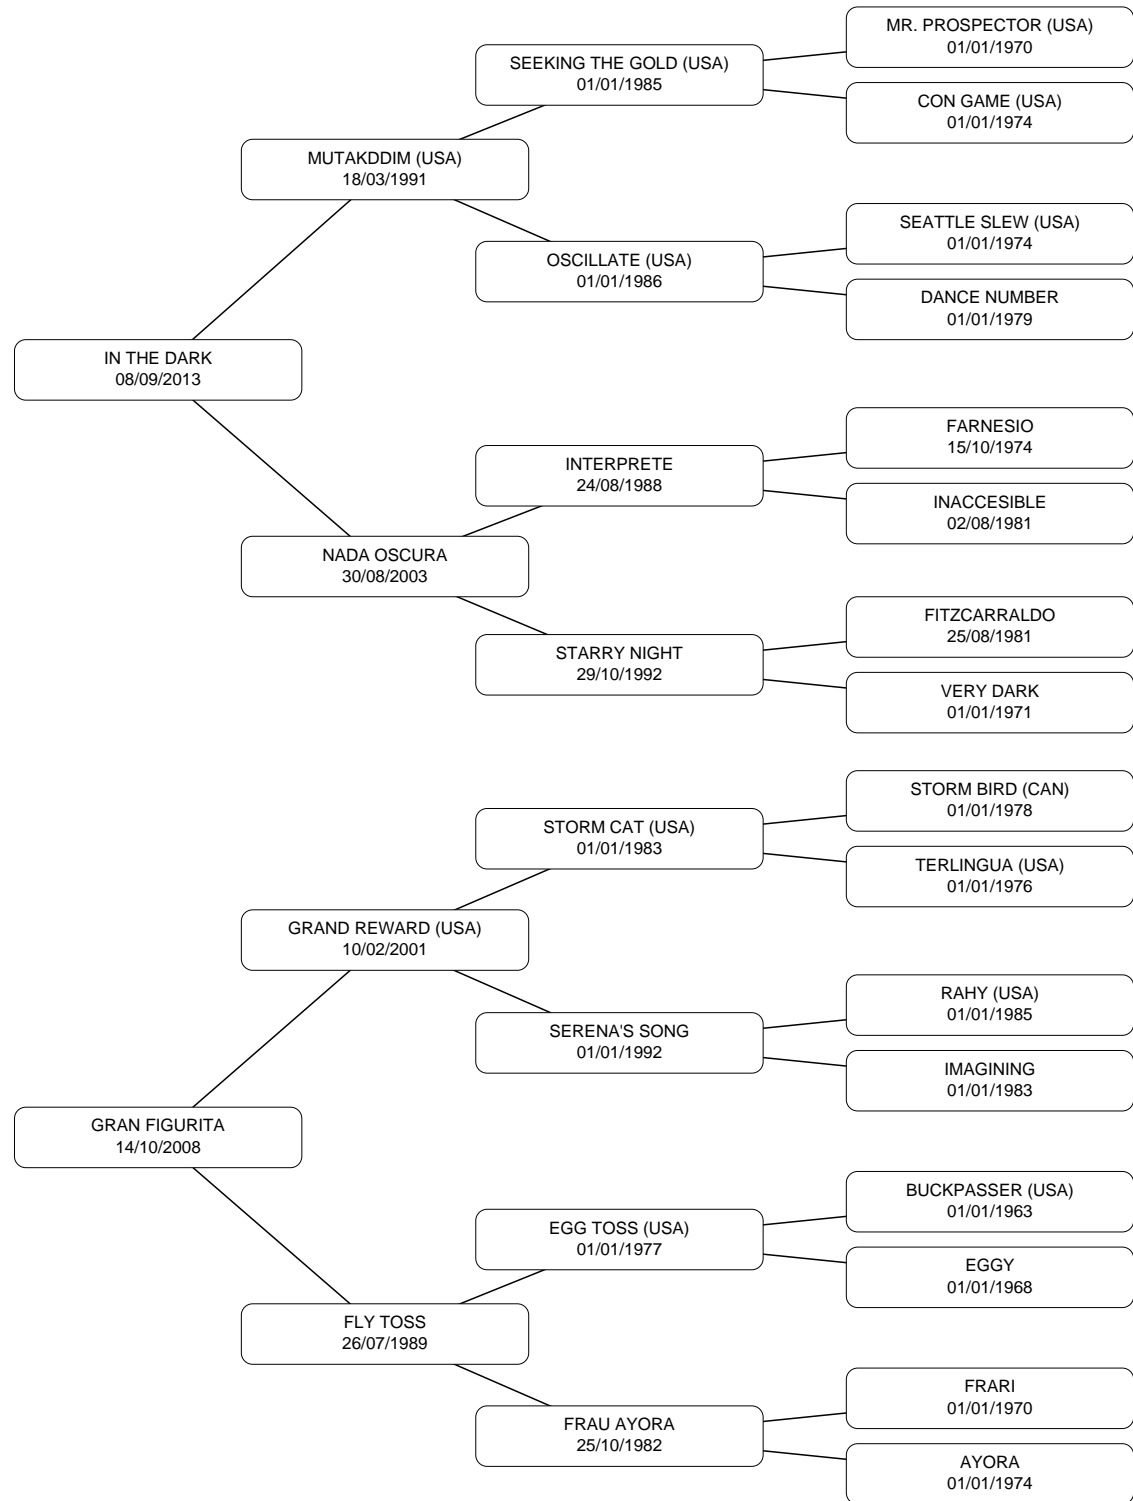 MR. PROSPECTOR (USA)
01/01/1970
SEEKING THE GOLD (USA)
01/01/1985
CON GAME (USA)
01/01/1974
MUTAKDDIM (USA)
18/03/1991
SEATTLE SLEW (USA)
01/01/1974
OSCILLATE (USA)
01/01/1986
DANCE NUMBER
01/01/1979
IN THE DARK
08/09/2013
FARNESIO
15/10/1974
INTERPRETE
24/08/1988
INACCESIBLE
02/08/1981
NADA OSCURA
30/08/2003
FITZCARRALDO
25/08/1981
STARRY NIGHT
29/10/1992
VERY DARK
01/01/1971
STORM BIRD (CAN)
01/01/1978
STORM CAT (USA)
01/01/1983
TERLINGUA (USA)
01/01/1976
GRAND REWARD (USA)
10/02/2001
RAHY (USA)
01/01/1985
SERENA'S SONG
01/01/1992
IMAGINING
01/01/1983
GRAN FIGURITA
14/10/2008
BUCKPASSER (USA)
01/01/1963
EGG TOSS (USA)
01/01/1977
EGGY
01/01/1968
FLY TOSS
26/07/1989
FRARI
01/01/1970
FRAU AYORA
25/10/1982
AYORA
01/01/1974